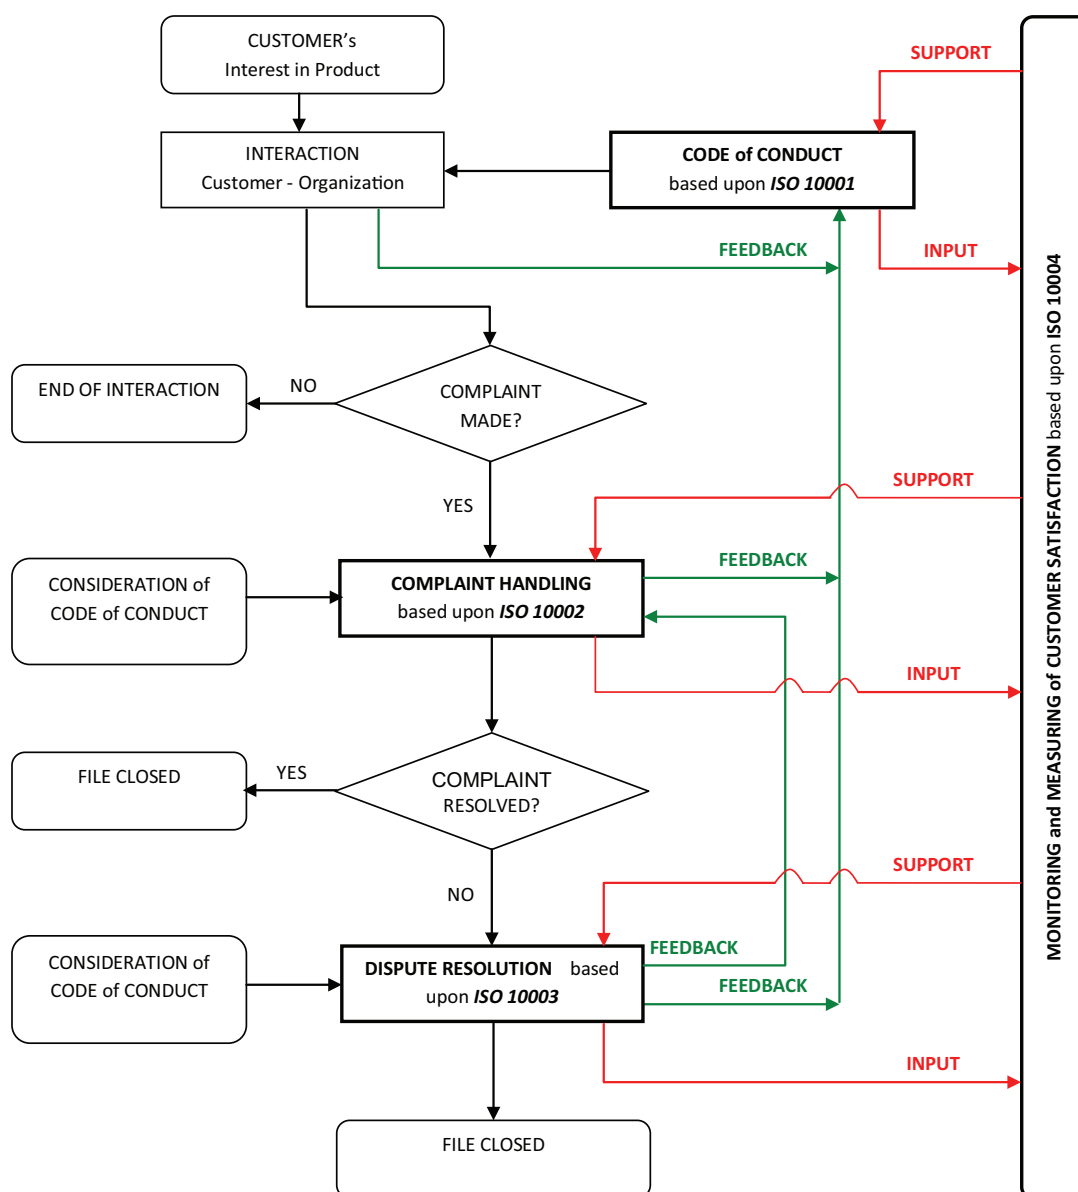 CUSTOMER's
Interest in Product
SUPPORT
INTERACTION
Customer - Organization
CODE of CONDUCT
based upon ISO 10001
FEEDBACK
INPUT
NO
END OF INTERACTION
COMPLAINT
MADE?
SUPPORT
YES
FEEDBACK
CONSIDERATION of
CODE of CONDUCT
COMPLAINT HANDLING
based upon ISO 10002
INPUT
YES
FILE CLOSED
COMPLAINT
RESOLVED?
SUPPORT
NO
FEEDBACK
CONSIDERATION of
CODE of CONDUCT
DISPUTE RESOLUTION based
upon ISO 10003
FEEDBACK
INPUT
FILE CLOSED
MONITORING and MEASURING of CUSTOMER SATISFACTION based upon ISO 10004